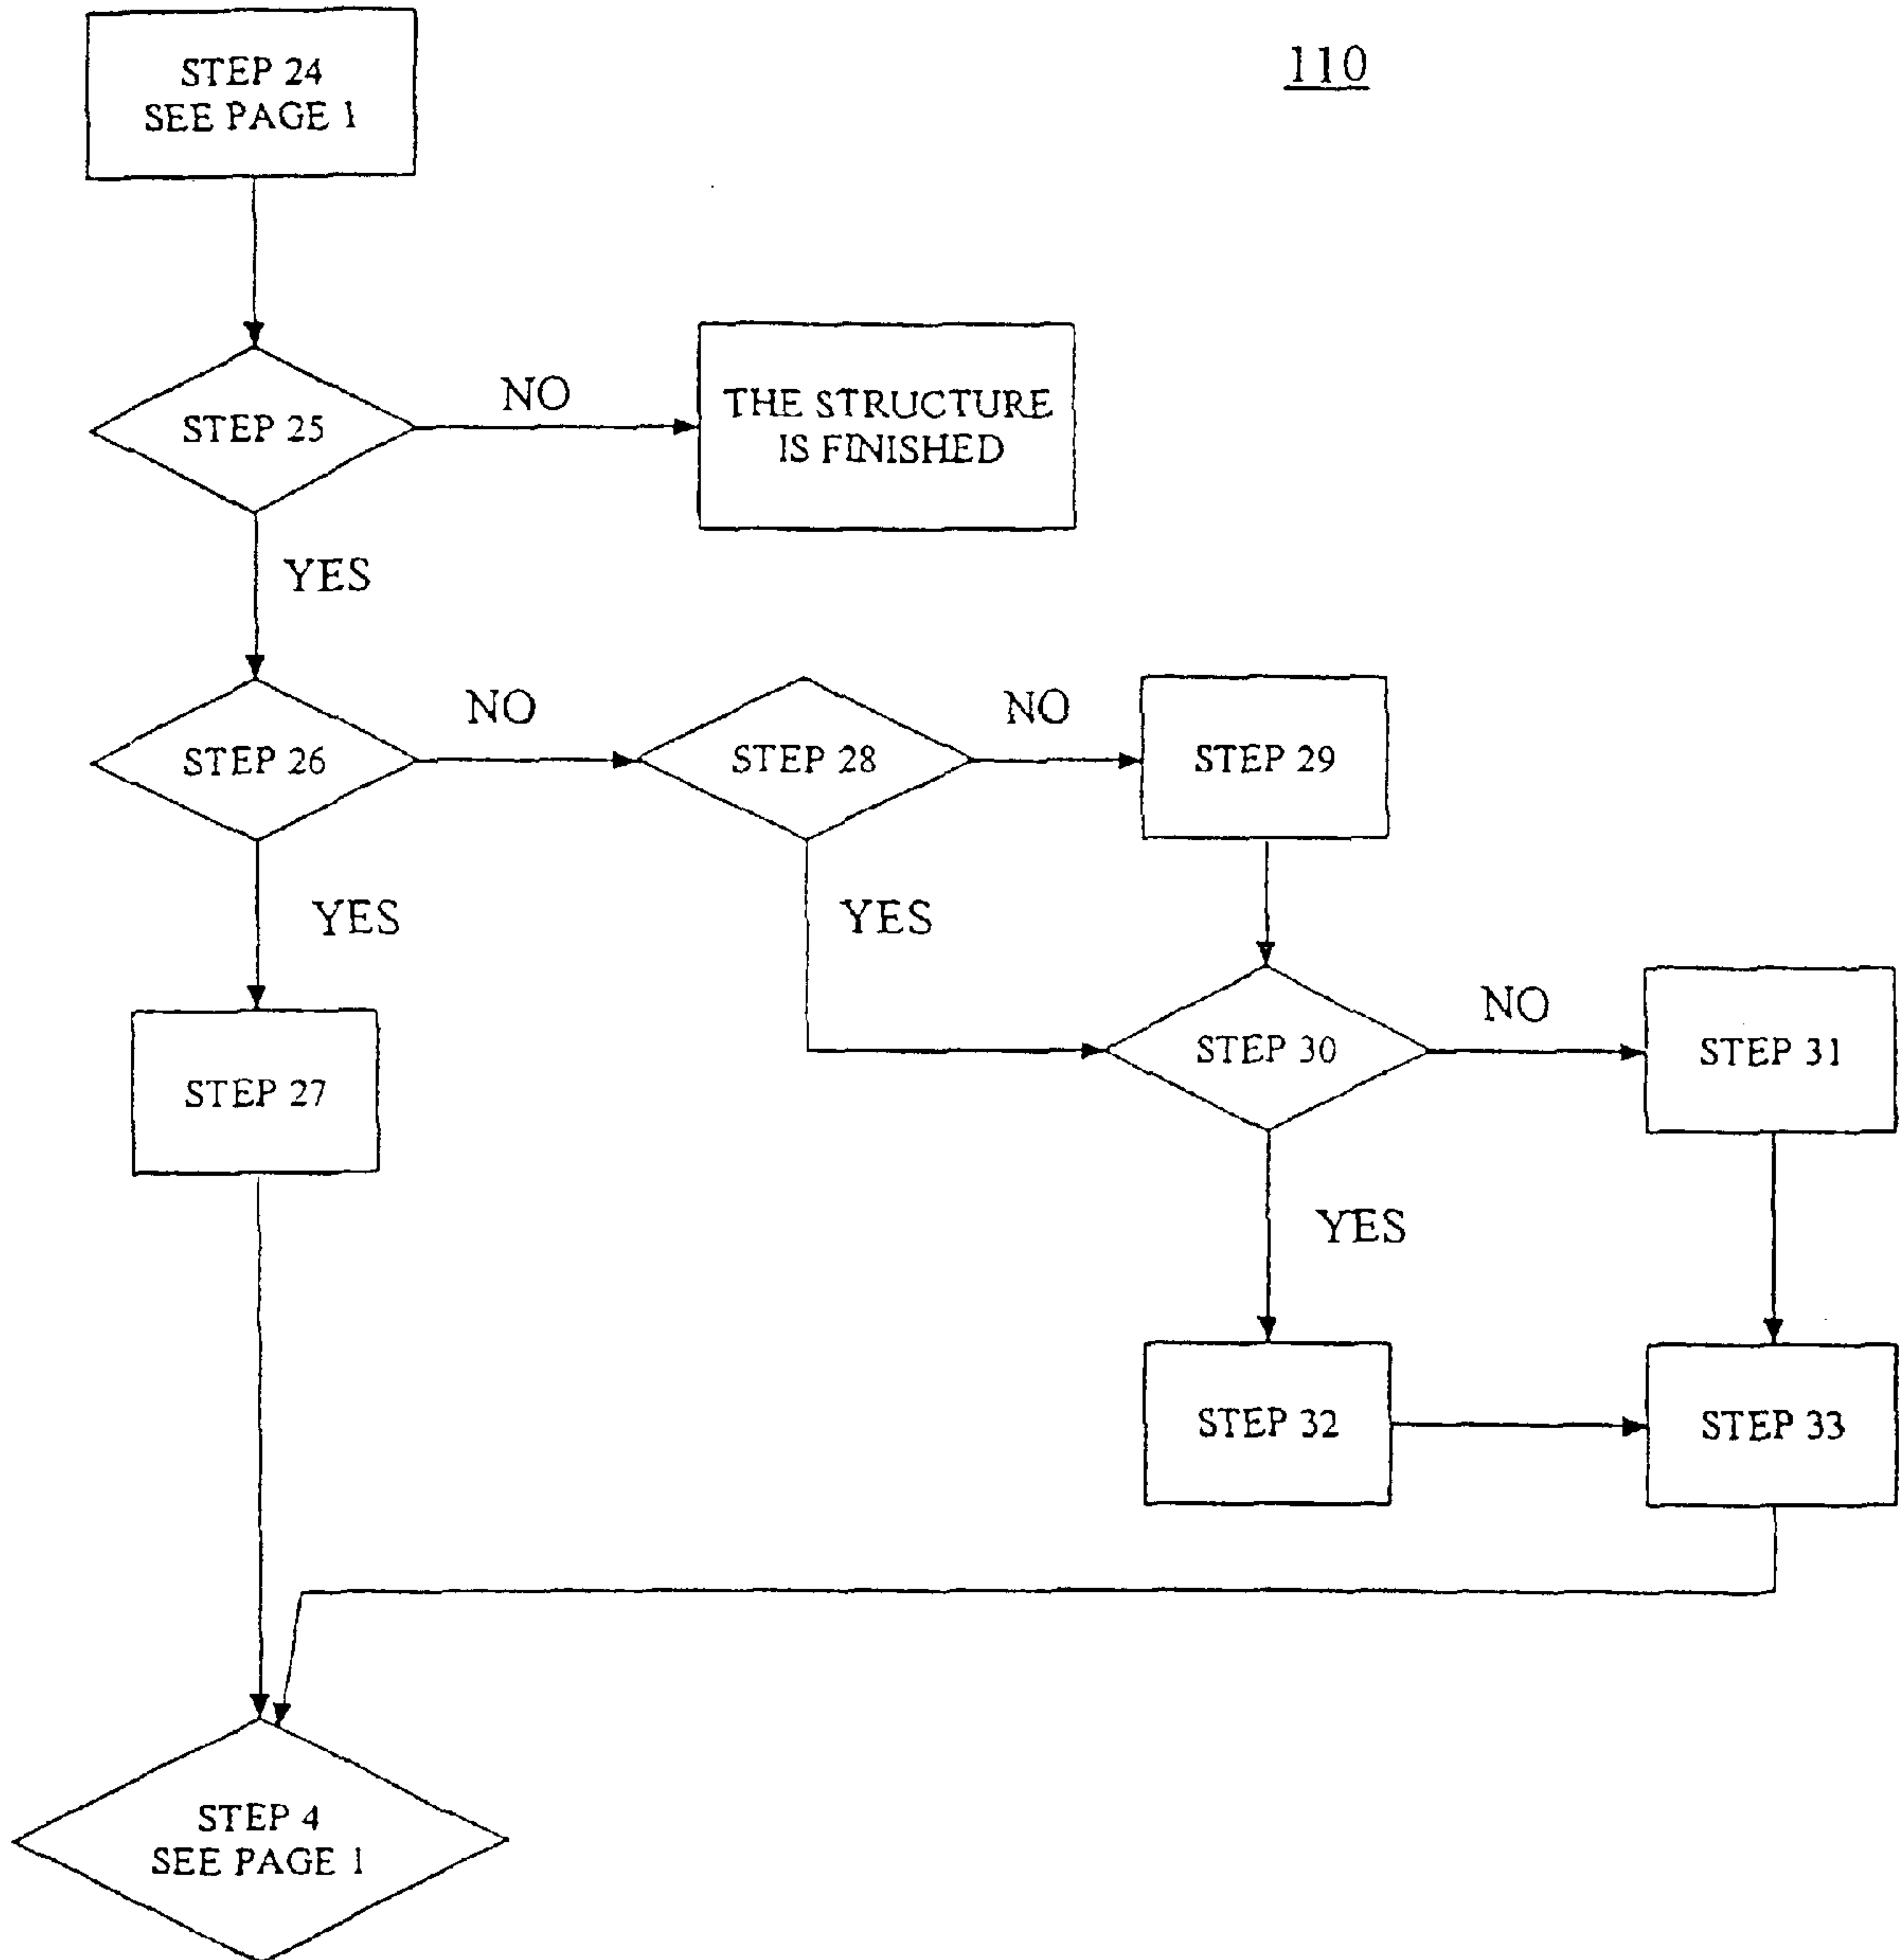 110
STEP 24
SEE PAGE 1
STEP 25
NO
THE STRUCTURE
IS FINISHED
YES
STEP 26
NO
STEP 28
NO
STEP 29
YES
YES
STEP 27
STEP 30
NO
STEP 31
YES
STEP 32
STEP 33
STEP 4
SEE PAGE 1